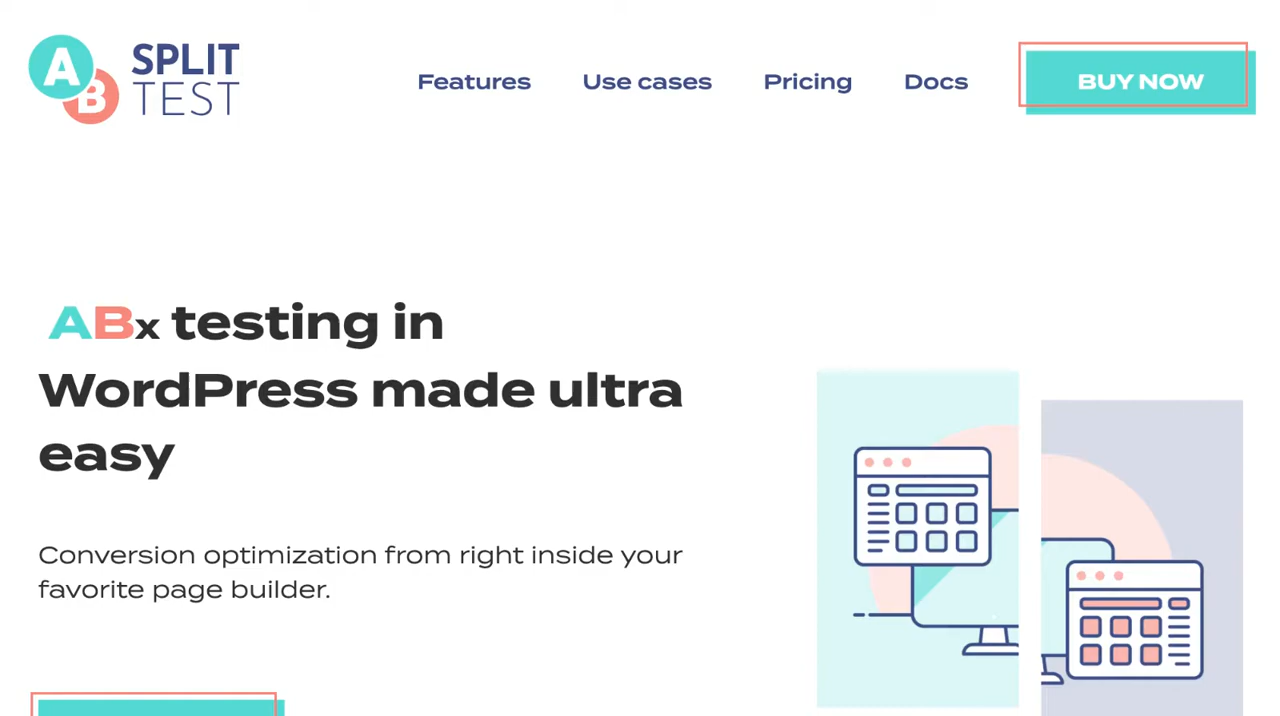 A
B
SPLIT
TEST
Features
Use cases
Pricing
Docs
BUY NOW
ABx testing in
WordPress made ultra
easy
Conversion optimization from right inside your
favorite page builder.